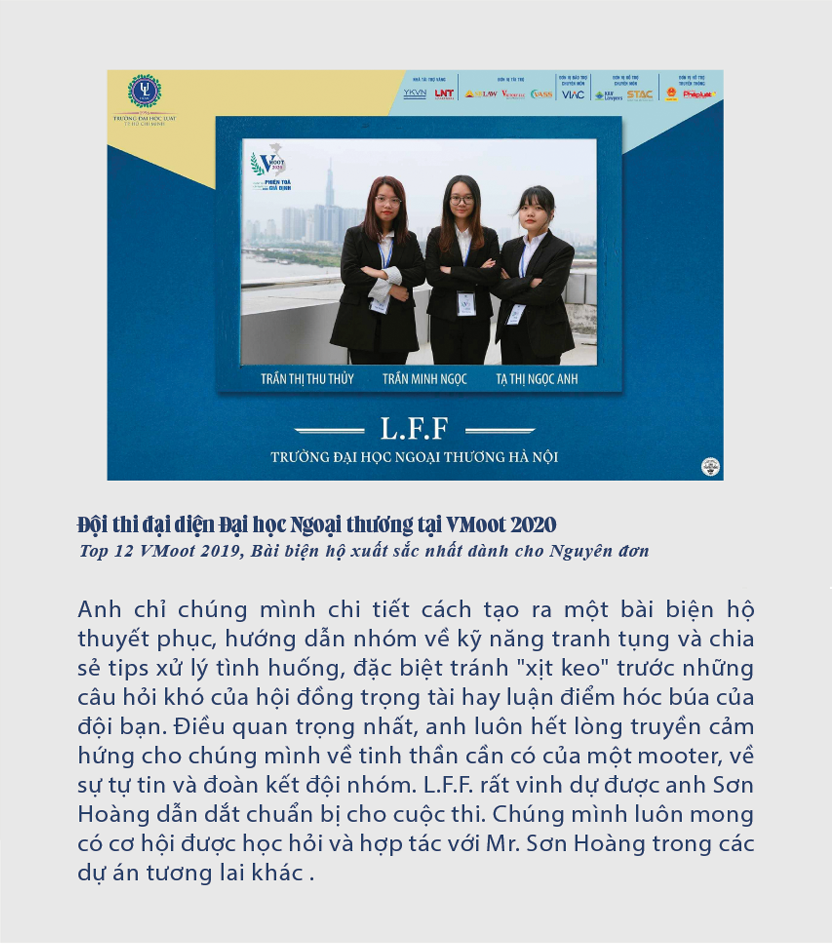 TRƯỜNG ĐẠI HỌC LUẬT
TP. HỒ CHÍ MINH
NHÀ TÀI TRỢ VÀNG
ĐƠN VỊ TÀI TRỢ
ĐƠN VỊ BẢO TRỢ
CHUYÊN MÔN
ĐƠN VỊ HỖ TRỢ
CHUYÊN MÔN
ĐƠN VỊ HỖ TRỢ
TRUYỀN THÔNG
YKVN
LNT
VASS
VIAC
STAC
VMOOT
2020
PHIÊN TOÀ
GIẢ ĐỊNH
TRẦN THỊ THU THỦY
TRẦN MINH NGỌC
TẠ THỊ NGỌC ANH
L.F.F
TRƯỜNG ĐẠI HỌC NGOẠI THƯƠNG HÀ NỘI
Đội thi đại diện Đại học Ngoại thương tại VMoot 2020
Top 12 VMoot 2019, Bài biện hộ xuất sắc nhất dành cho Nguyên đơn
Anh chỉ chúng mình chi tiết cách tạo ra một bài biện hộ
thuyết phục, hướng dẫn nhóm về kỹ năng tranh tụng và chia
sẻ tips xử lý tình huống, đặc biệt tránh "xịt keo" trước những
câu hỏi khó của hội đồng trọng tài hay luận điểm hóc búa của
đội bạn. Điều quan trọng nhất, anh luôn hết lòng truyền cảm
hứng cho chúng mình về tinh thần cần có của một mooter, về
sự tự tin và đoàn kết đội nhóm. L.F.F. rất vinh dự được anh Sơn
Hoàng dẫn dắt chuẩn bị cho cuộc thi. Chúng mình luôn mong
có cơ hội được học hỏi và hợp tác với Mr. Sơn Hoàng trong các
dự án tương lai khác .